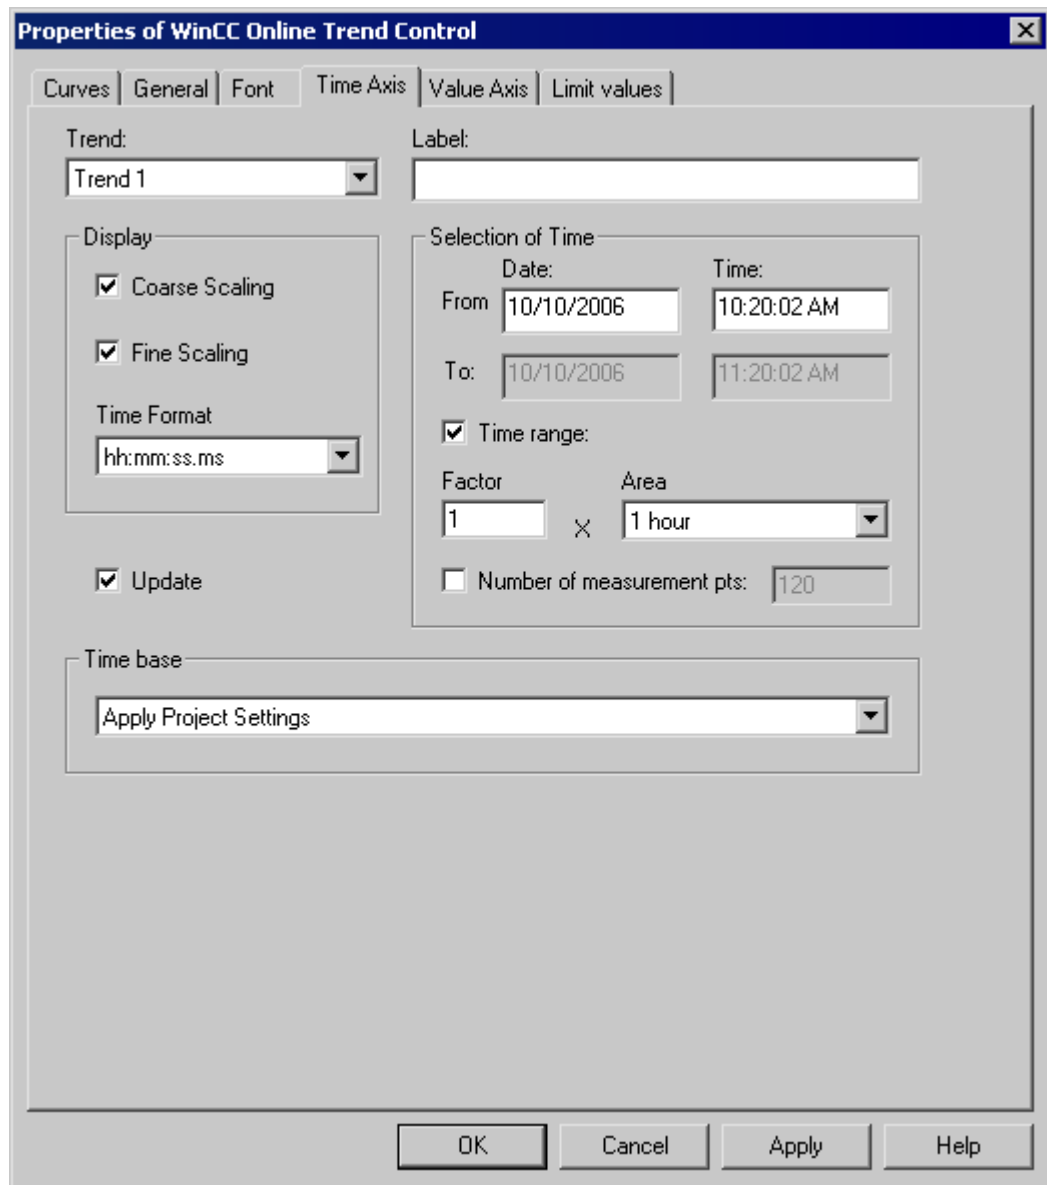 Properties of WinCC Online Trend Control
Curves General Font Time Axis Value Axis Limit values
Trend: Label:
Trend 1
Display Selection of Time
Date: Time:
Coarse Scaling
From 10/10/2006 10:20:02 AM
Fine Scaling
To: 10/10/2006 11:20:02 AM
Time Format
Time range:
hh:mm:ss.ms
Factor Area
1 X 1 hour
Update
Number of measurement pts: 120
Time base
Apply Project Settings
OK Cancel Apply Help